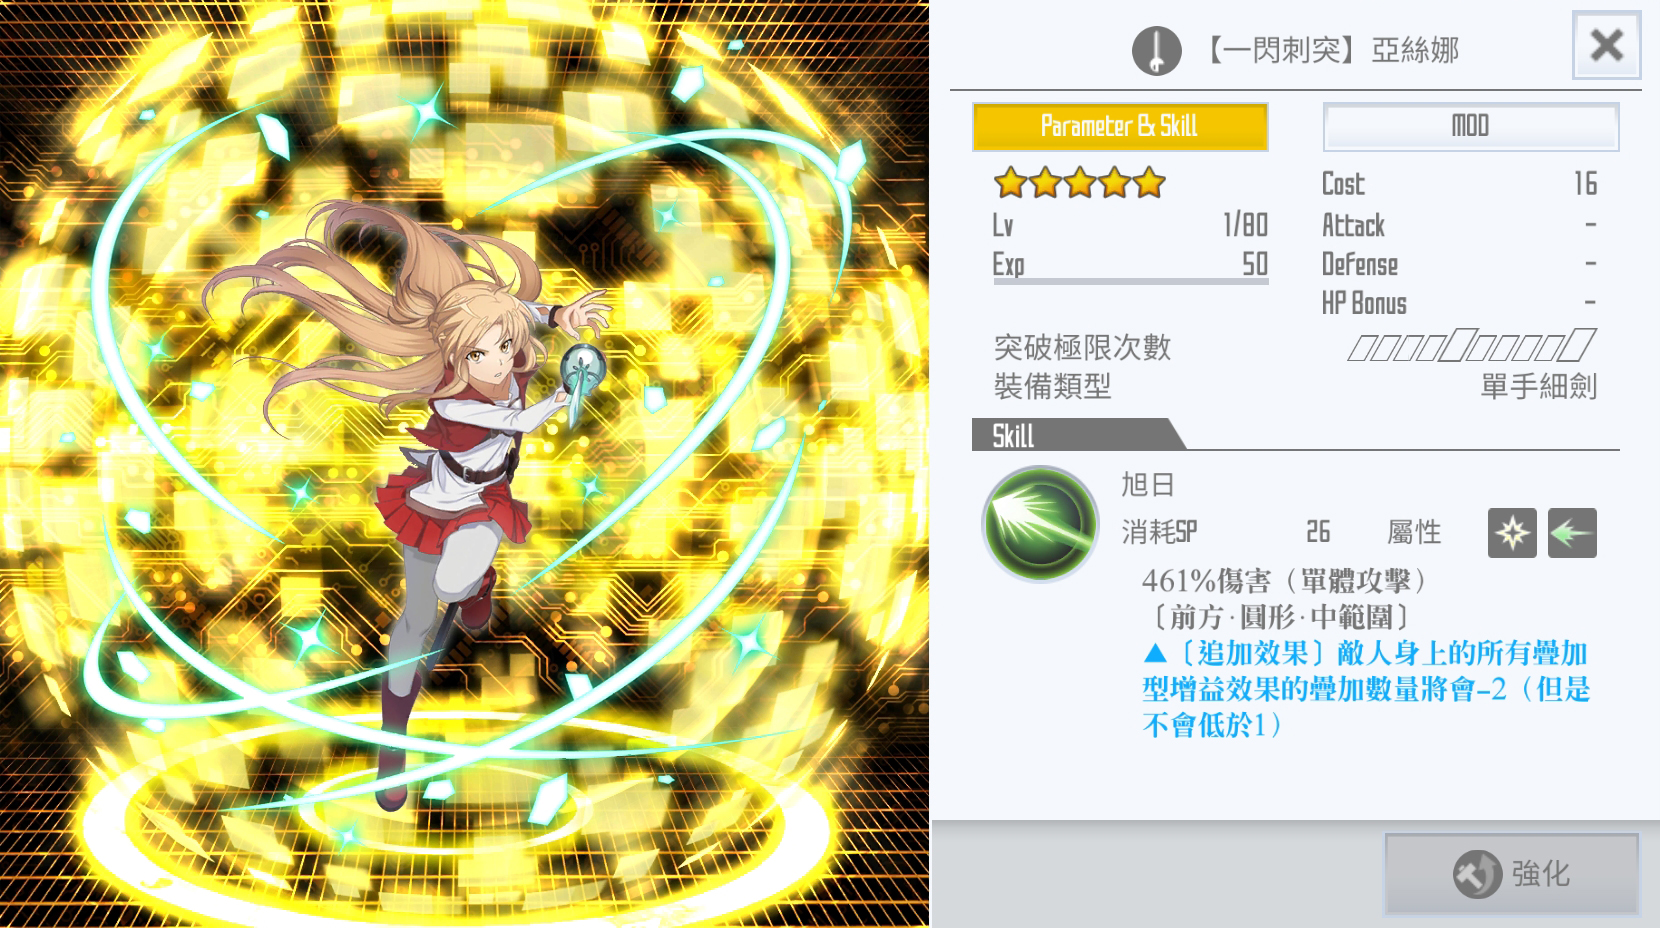 【一閃刺突】亞絲娜
Parameter & Skill
MOD
Lv 1/80
Exp 50
Cost 16
Attack -
Defense -
HP Bonus -
突破極限次數
裝備類型 單手細劍
Skill
旭日
消耗SP 26 屬性
461%傷害（單體攻擊）
〔前方·圓形·中範圍〕
▲〔追加效果〕敵人身上的所有疊加
型增益效果的疊加數量將會-2（但是
不會低於1）
強化